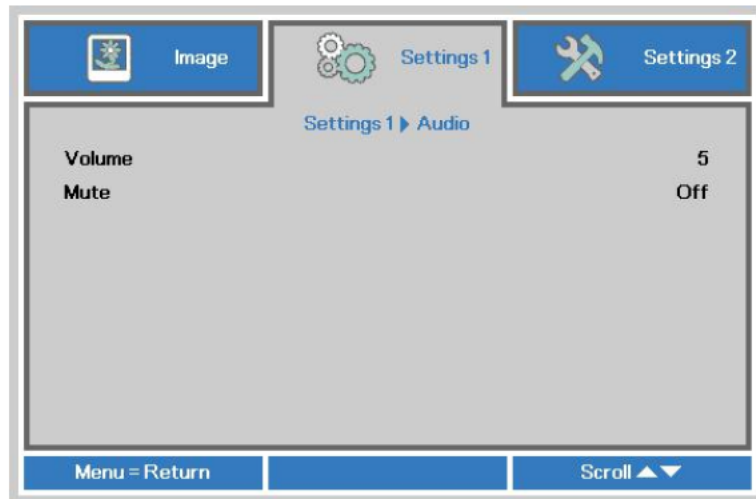 Image
Settings 1
Settings 2
Settings 1 ▶ Audio
Volume 5
Mute Off
Menu = Return
Scroll ▲▼